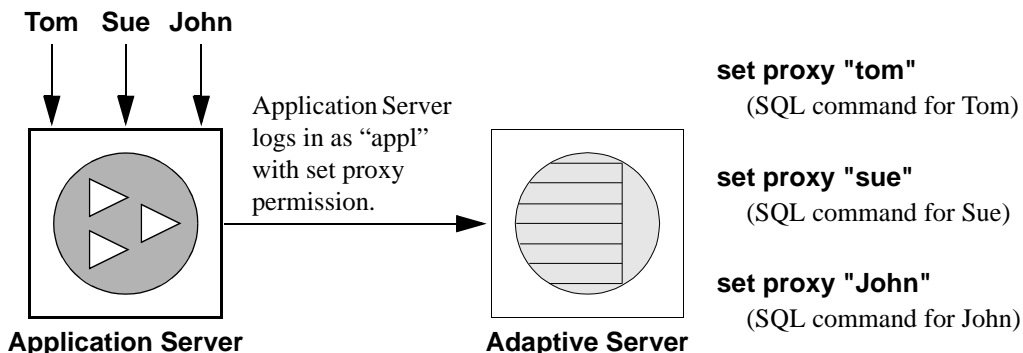 Tom Sue John
Application Server
logs in as “appl”
with set proxy
permission.
Application Server
Adaptive Server
set proxy "tom"
(SQL command for Tom)
set proxy "sue"
(SQL command for Sue)
set proxy "John"
(SQL command for John)